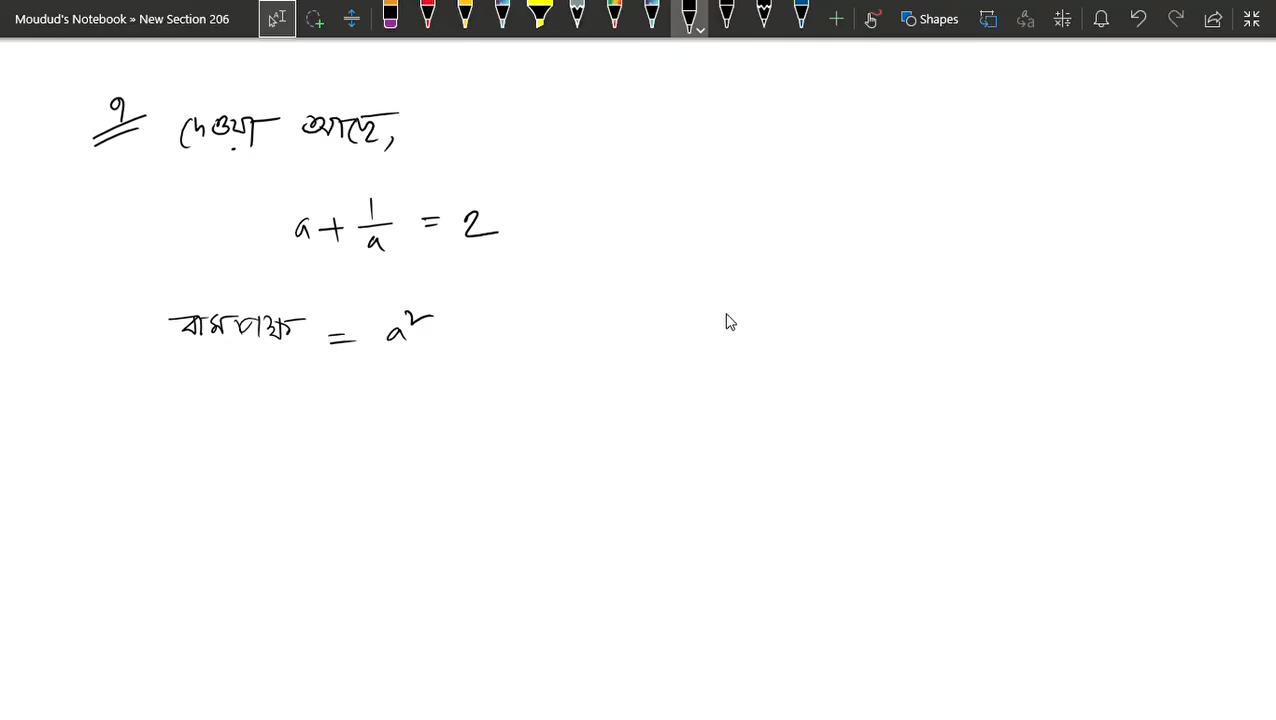 Moudud's Notebook » New Section 206
Shapes
৭ দেওয়া আছে,
a + 1/a = 2
বামপক্ষ = a²